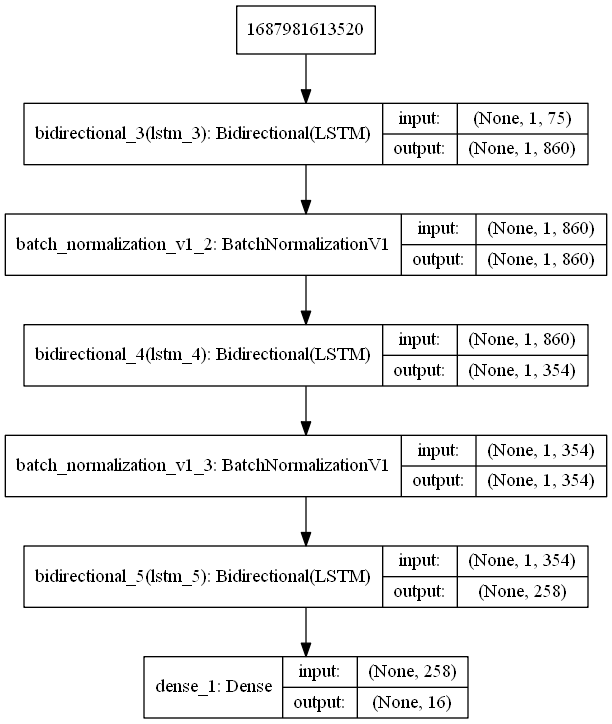 1687981613520
bidirectional_3(lstm_3): Bidirectional(LSTM)
input: (None, 1, 75)
output: (None, 1, 860)
batch_normalization_v1_2: BatchNormalizationV1
input: (None, 1, 860)
output: (None, 1, 860)
bidirectional_4(lstm_4): Bidirectional(LSTM)
input: (None, 1, 860)
output: (None, 1, 354)
batch_normalization_v1_3: BatchNormalizationV1
input: (None, 1, 354)
output: (None, 1, 354)
bidirectional_5(lstm_5): Bidirectional(LSTM)
input: (None, 1, 354)
output: (None, 258)
dense_1: Dense
input: (None, 258)
output: (None, 16)